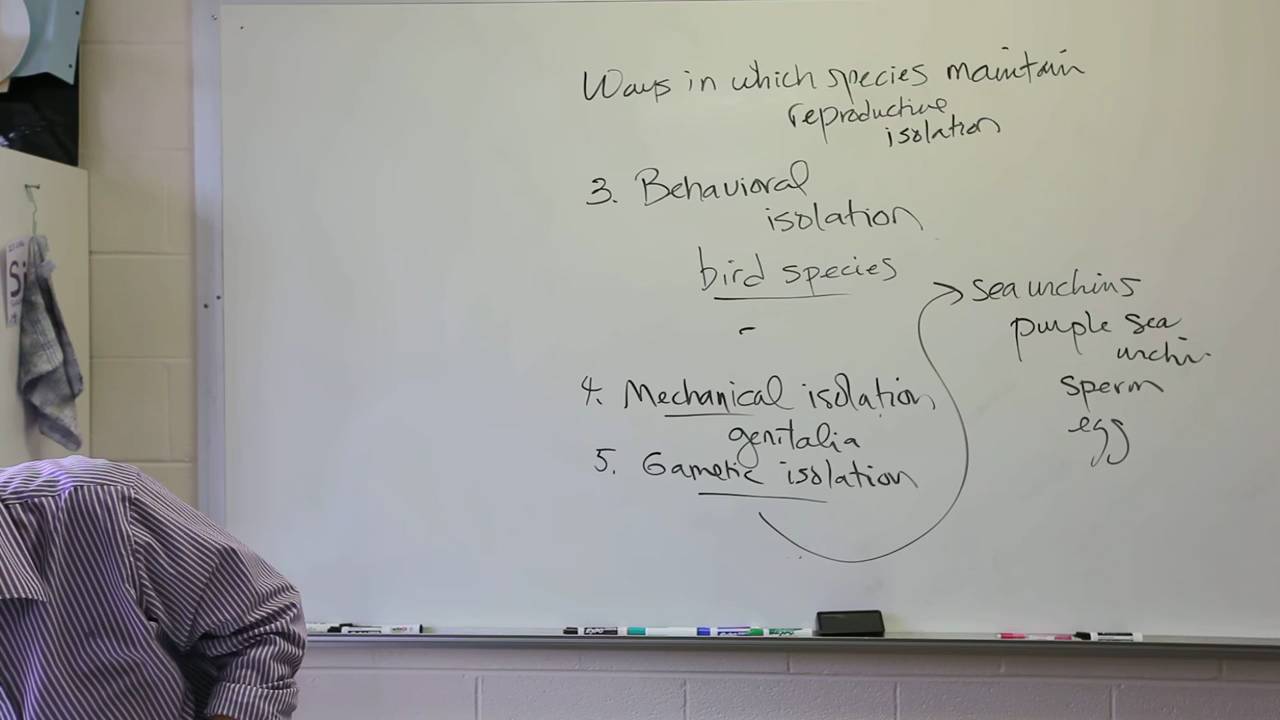 Ways in which species maintain
reproductive
isolation
3. Behavioral
isolation
bird species
-
4. Mechanical isolation
genitalia
5. Gametic isolation
sea urchins
purple sea
urchin
sperm
egg
Si